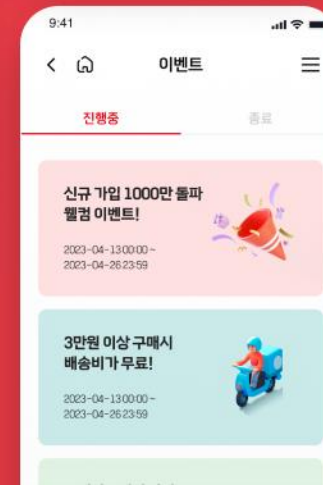 9:41
이벤트
진행중
종료
신규 가입 1000만 돌파
웰컴 이벤트!
2023-04-13 00:00 ~
2023-04-26 23:59
3만원 이상 구매시
배송비가 무료!
2023-04-13 00:00 ~
2023-04-26 23:59